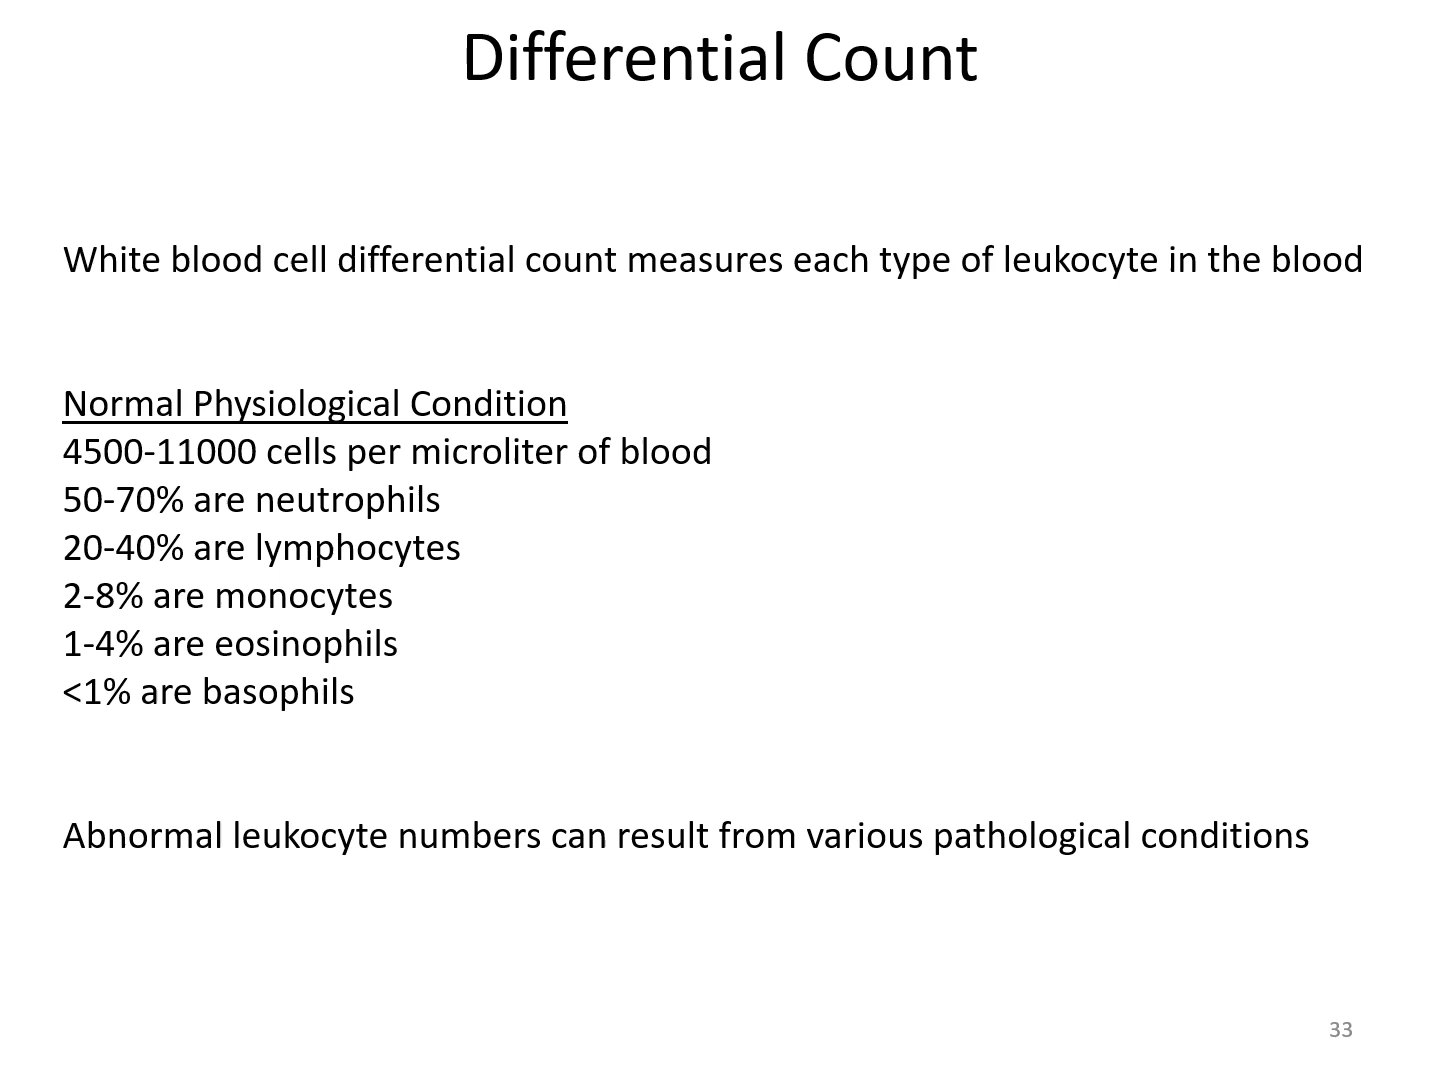 Differential Count
White blood cell differential count measures each type of leukocyte in the blood
Normal Physiological Condition
4500-11000 cells per microliter of blood
50-70% are neutrophils
20-40% are lymphocytes
2-8% are monocytes
1-4% are eosinophils
<1% are basophils
Abnormal leukocyte numbers can result from various pathological conditions
33